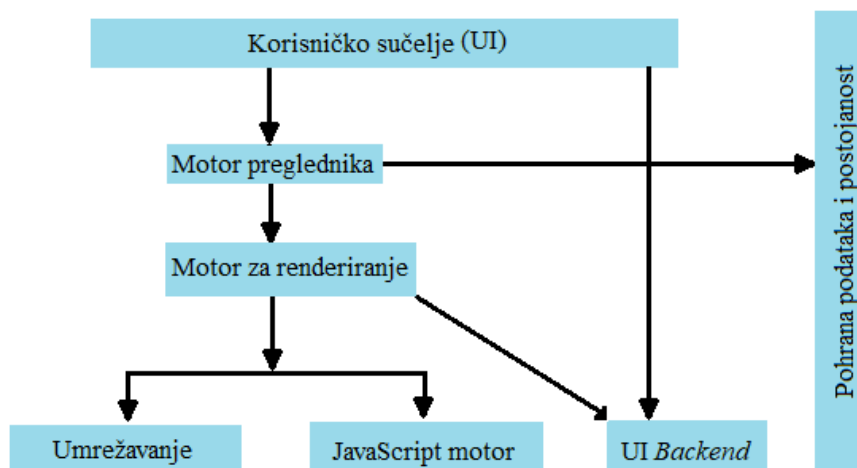 Korisničko sučelje (UI)
Motor preglednika
Motor za renderiranje
Umrežavanje
JavaScript motor
UI Backend
Pohrana podataka i postojanost